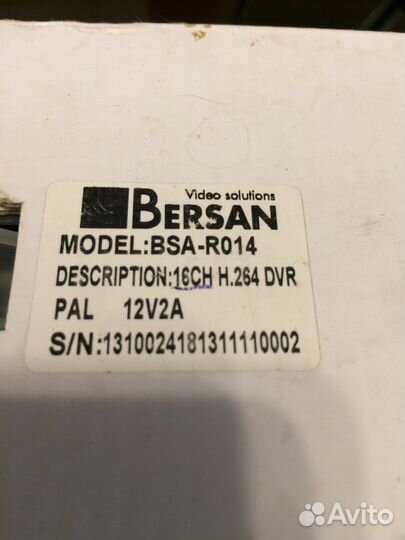 Video solutions
BERSAN
MODEL:BSA-R014
DESCRIPTION:16CH H.264 DVR
PAL 12V2A
S/N:1310024181311110002
Avito